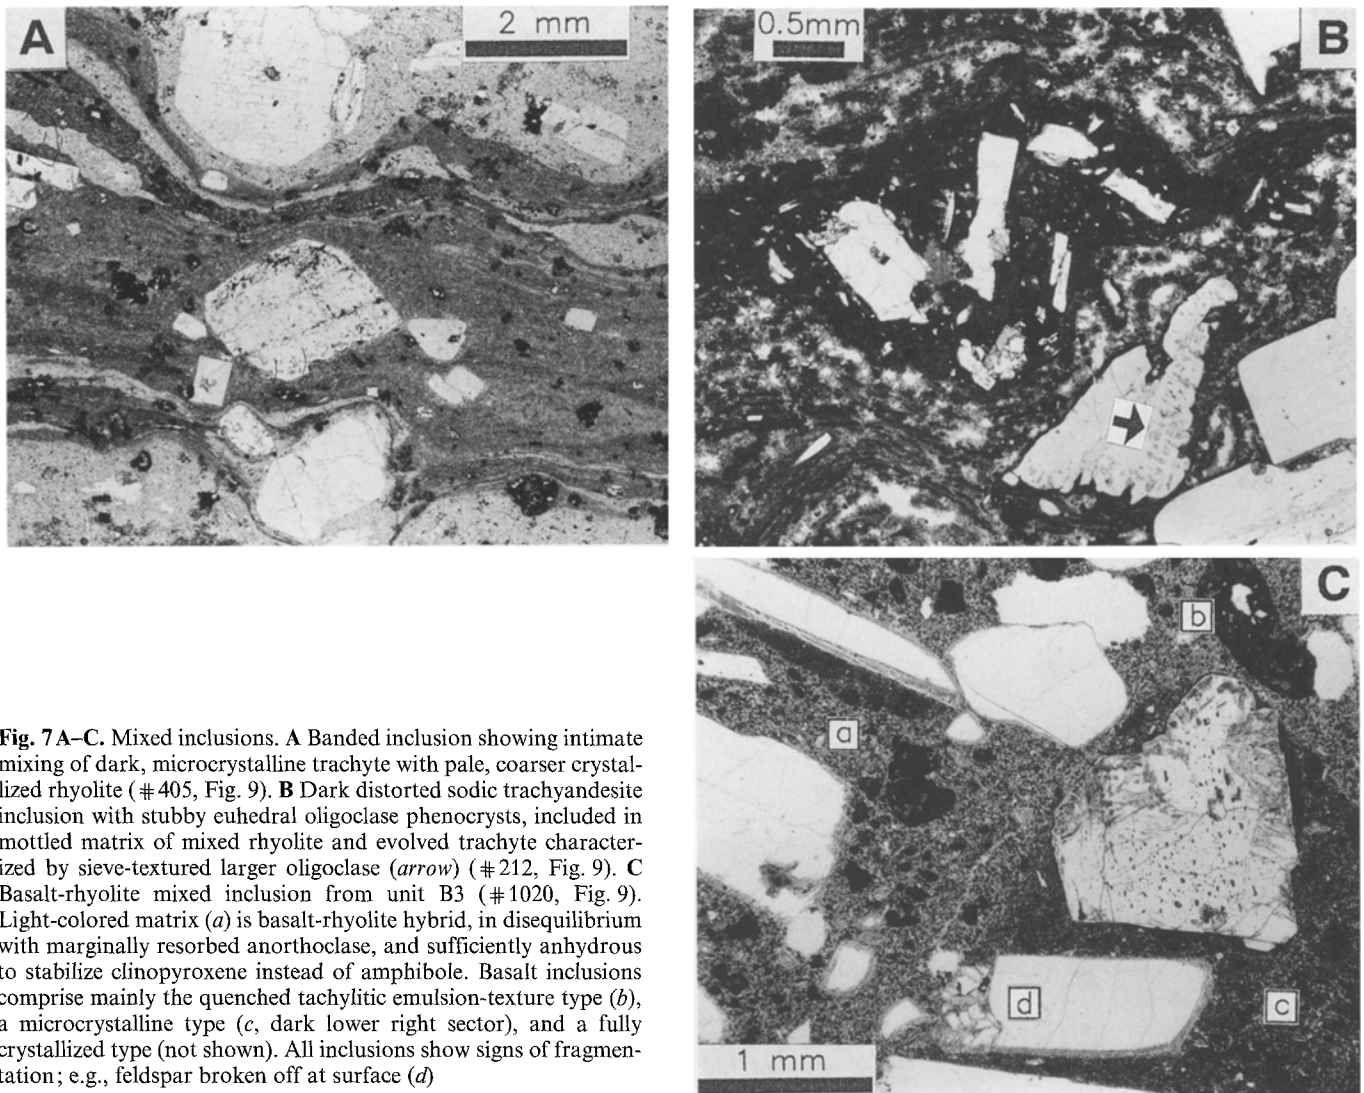 A
2 mm
0.5mm
B
C
b
a
d
c
1 mm
Fig. 7 A–C. Mixed inclusions. A Banded inclusion showing intimate
mixing of dark, microcrystalline trachyte with pale, coarser crystal-
lized rhyolite (#405, Fig. 9). B Dark distorted sodic trachyandesite
inclusion with stubby euhedral oligoclase phenocrysts, included in
mottled matrix of mixed rhyolite and evolved trachyte character-
ized by sieve-textured larger oligoclase (arrow) (#212, Fig. 9). C
Basalt-rhyolite mixed inclusion from unit B3 (#1020, Fig. 9).
Light-colored matrix (a) is basalt-rhyolite hybrid, in disequilibrium
with marginally resorbed anorthoclase, and sufficiently anhydrous
to stabilize clinopyroxene instead of amphibole. Basalt inclusions
comprise mainly the quenched tachylitic emulsion-texture type (b),
a microcrystalline type (c, dark lower right sector), and a fully
crystallized type (not shown). All inclusions show signs of fragmen-
tation; e.g., feldspar broken off at surface (d)